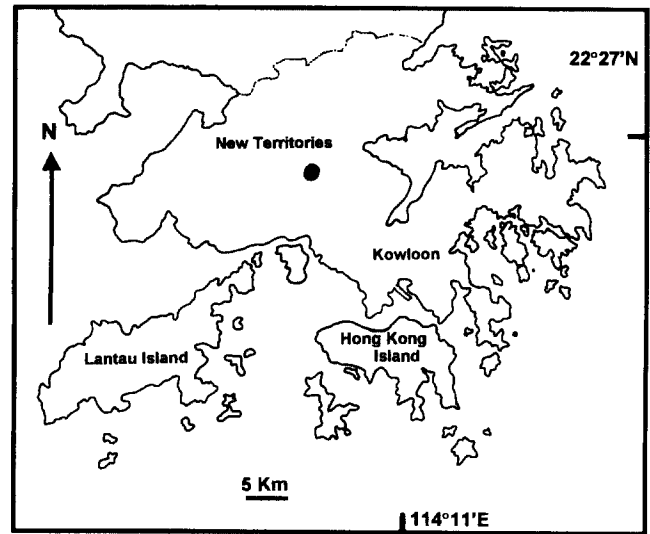 22°27'N
N
New Territories
Kowloon
Hong Kong
Island
Lantau Island
5 Km
114°11'E